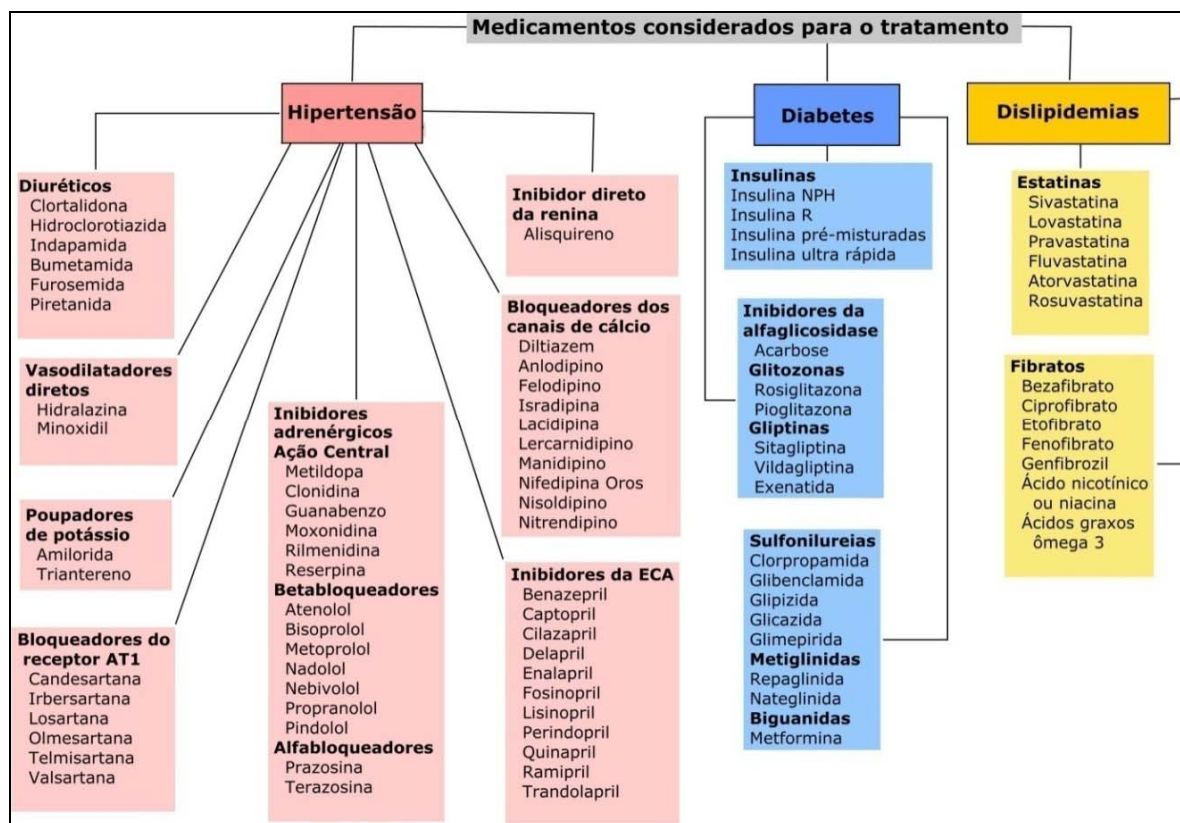 Medicamentos considerados para o tratamento
Hipertensão
Diuréticos
Clortalidona
Hidroclorotiazida
Indapamida
Bumetamida
Furosemida
Piretanida
Vasodilatadores
diretos
Hidralazina
Minoxidil
Poupadores
de potássio
Amilorida
Triantereno
Bloqueadores do
receptor AT1
Candesartana
Irbersartana
Losartana
Olmesartana
Telmisartana
Valsartana
Inibidores
adrenérgicos
Ação Central
Metildopa
Clonidina
Guanabenzo
Moxonidina
Rilmenidina
Reserpina
Betabloqueadores
Atenolol
Bisoprolol
Metoprolol
Nadolol
Nebivolol
Propranolol
Pindolol
Alfabloqueadores
Prazosina
Terazosina
Inibidor direto
da renina
Alisquireno
Bloqueadores dos
canais de cálcio
Diltiazem
Anlodipino
Felodipino
Isradipina
Lacidipina
Lercarnidipino
Manidipino
Nifedipina Oros
Nisoldipino
Nitrendipino
Inibidores da ECA
Benazepril
Captopril
Cilazapril
Delapril
Enalapril
Fosinopril
Lisinopril
Perindopril
Quinapril
Ramipril
Trandolapril
Diabetes
Insulinas
Insulina NPH
Insulina R
Insulina pré-misturadas
Insulina ultra rápida
Inibidores da
alfaglicosidase
Acarbose
Glitozonas
Rosiglitazona
Pioglitazona
Gliptinas
Sitagliptina
Vildagliptina
Exenatida
Sulfonilureias
Clorpropamida
Glibenclamida
Glipizida
Glicazida
Glimepirida
Metiglinidas
Repaglinida
Nateglinida
Biguanidas
Metformina
Dislipidemias
Estatinas
Sivastatina
Lovastatina
Pravastatina
Fluvastatina
Atorvastatina
Rosuvastatina
Fibratos
Bezafibrato
Ciprofibrato
Etofibrato
Fenofibrato
Genfibrozil
Ácido nicotínico
ou niacina
Ácidos graxos
ômega 3